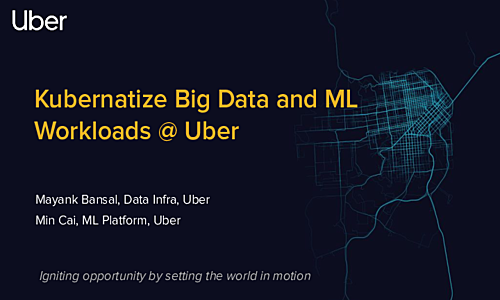 Uber
Kubernatize Big Data and ML
Workloads @ Uber
Mayank Bansal, Data Infra, Uber
Min Cai, ML Platform, Uber
Igniting opportunity by setting the world in motion